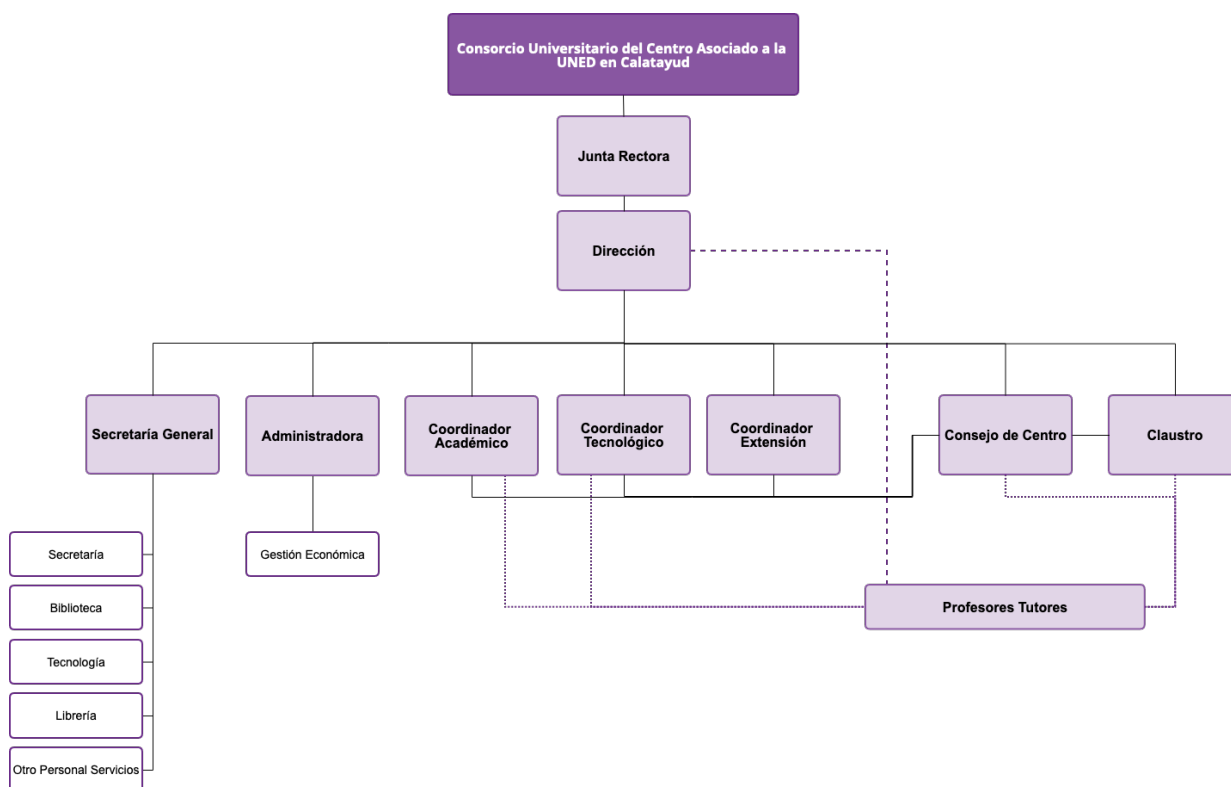 Consorcio Universitario del Centro Asociado a la
UNED en Calatayud
Junta Rectora
Dirección
Secretaría General
Administradora
Coordinador
Académico
Coordinador
Tecnológico
Coordinador
Extensión
Consejo de Centro
Claustro
Secretaría
Gestión Económica
Biblioteca
Profesores Tutores
Tecnología
Librería
Otro Personal Servicios